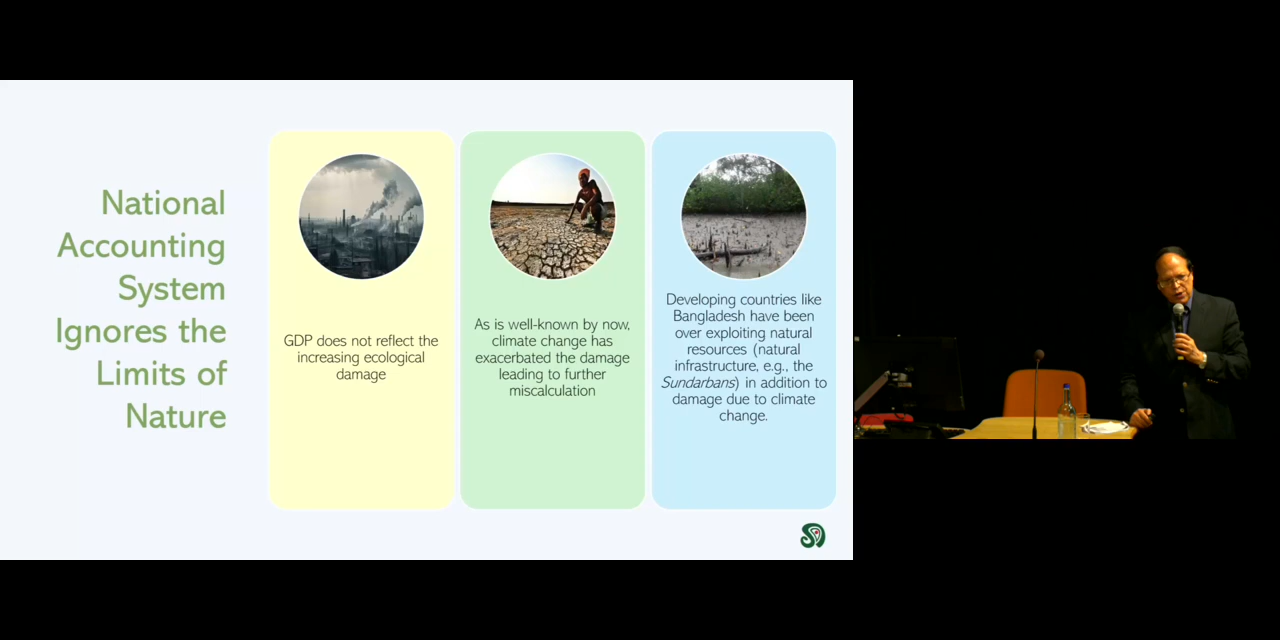 National
Accounting
System
Ignores the
Limits of
Nature
GDP does not reflect the
increasing ecological
damage
As is well-known by now,
climate change has
exacerbated the damage
leading to further
miscalculation
Developing countries like
Bangladesh have been
over exploiting natural
resources (natural
infrastructure, e.g., the
Sundarbans) in addition to
damage due to climate
change.